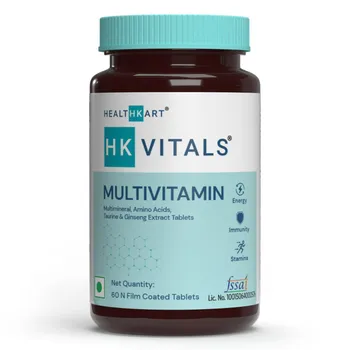 HEALTHKART®
HK VITALS®
MULTIVITAMIN
Multimineral, Amino Acids,
Taurine & Ginseng Extract Tablets
Energy
Immunity
Stamina
Net Quantity:
60 N Film Coated Tablets
fssai